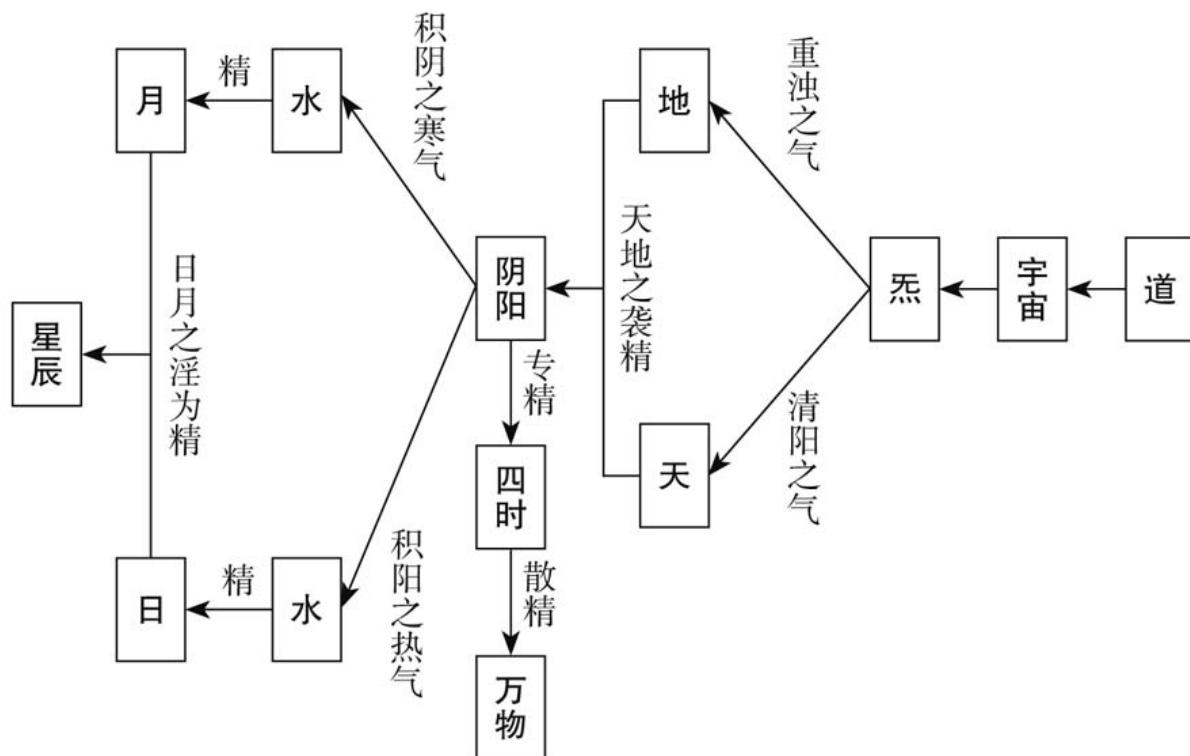 月
精
水
积阴之寒气
地
重浊之气
星辰
日月之淫为精
阴阳
天地之袭精
炁
宇宙
道
专精
四时
天
清阳之气
日
精
水
积阳之热气
散精
万物